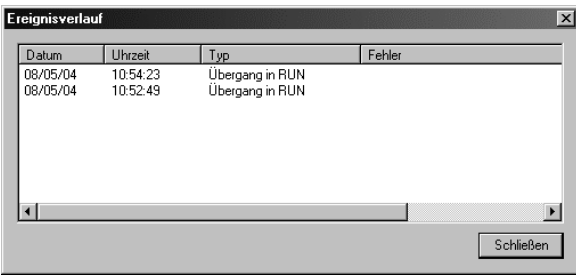 Ereignisverlauf
Datum Uhrzeit Typ Fehler
08/05/04 10:54:23 Übergang in RUN
08/05/04 10:52:49 Übergang in RUN
Schließen